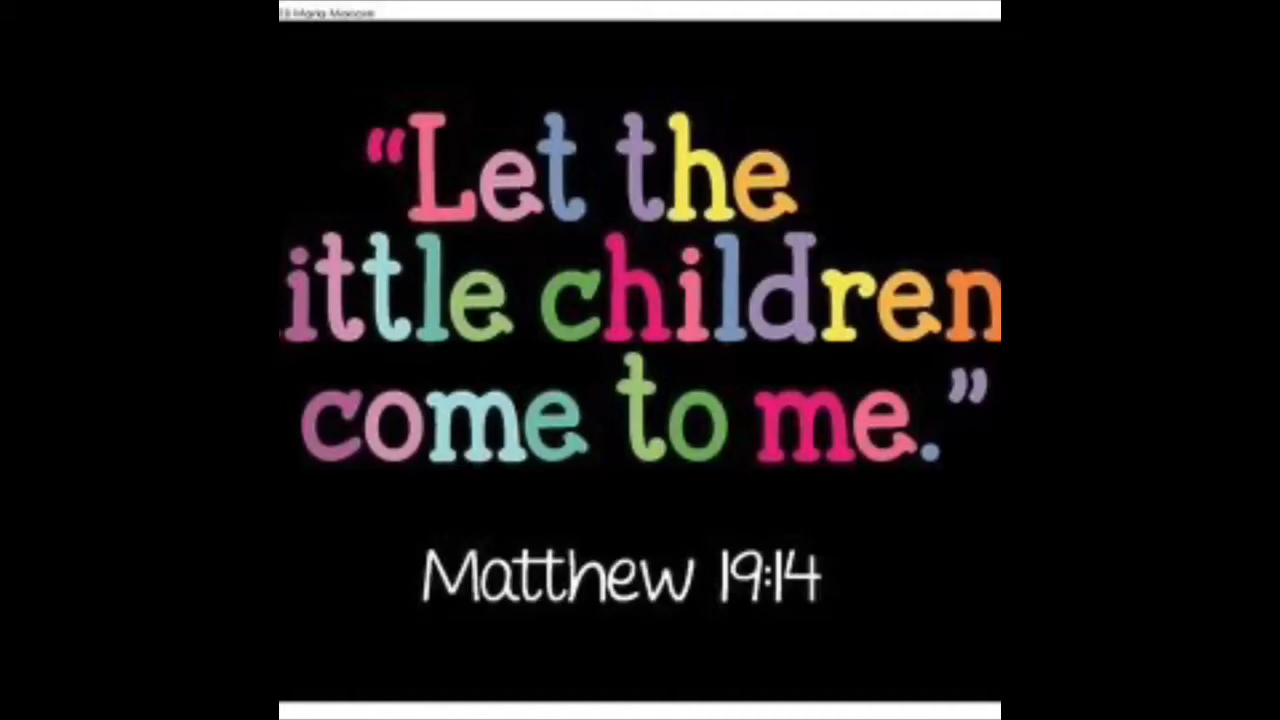 “Let the
ittle children
come to me.”
Matthew 19:14